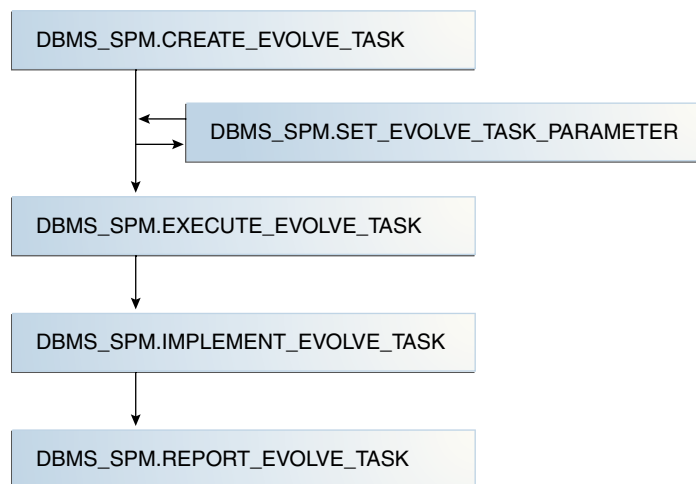 DBMS_SPM.CREATE_EVOLVE_TASK
DBMS_SPM.SET_EVOLVE_TASK_PARAMETER
DBMS_SPM.EXECUTE_EVOLVE_TASK
DBMS_SPM.IMPLEMENT_EVOLVE_TASK
DBMS_SPM.REPORT_EVOLVE_TASK